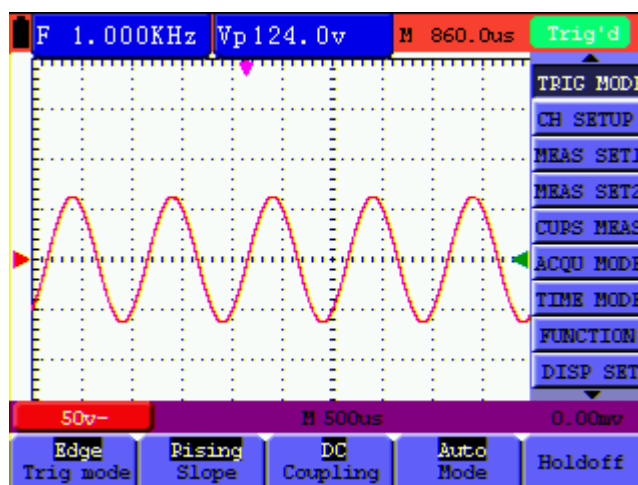 F 1.000KHz Vp124.0v M 860.0us Trig'd
TRIG MODE
CH SETUP
MEAS SET1
MEAS SET2
CURS MEAS
ACQU MODE
TIME MODE
FUNCTION
DISP SET
50v~ M 500us 0.00mv
Edge Rising DC Auto Holdoff
Trig mode Slope Coupling Mode